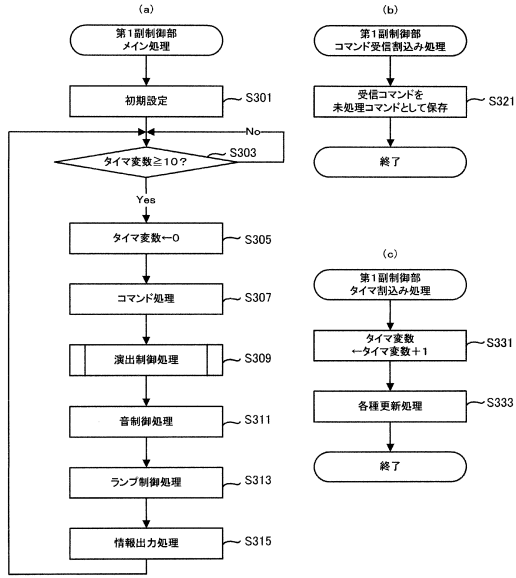 (a)
第1副制御部
メイン処理
初期設定
S301
No
タイマ変数≧10?
S303
Yes
タイマ変数←0
S305
コマンド処理
S307
演出制御処理
S309
音制御処理
S311
ランプ制御処理
S313
情報出力処理
S315
(b)
第1副制御部
コマンド受信割込み処理
受信コマンドを
未処理コマンドとして保存
S321
終了
(c)
第1副制御部
タイマ割込み処理
タイマ変数
←タイマ変数+1
S331
各種更新処理
S333
終了